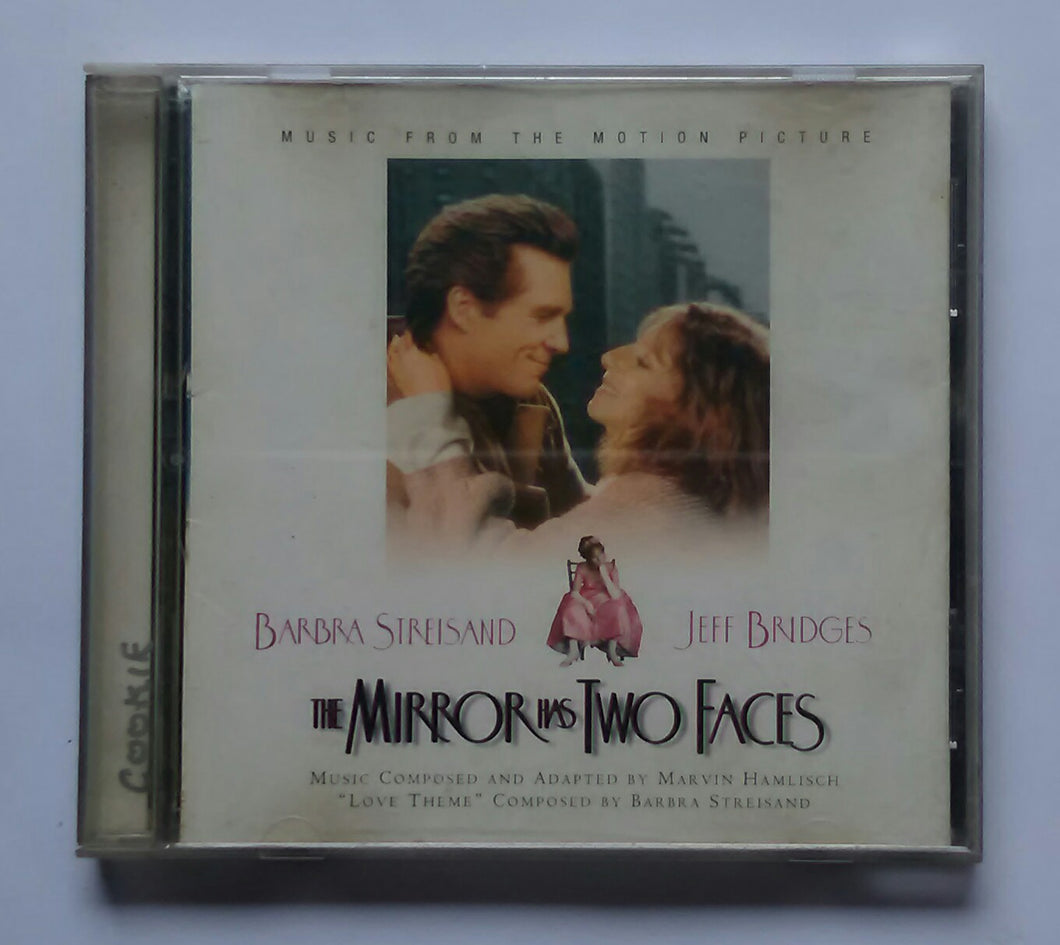 MUSIC FROM THE MOTION PICTURE
BARBRA STREISAND JEFF BRIDGES
THE MIRROR HAS TWO FACES
MUSIC COMPOSED AND ADAPTED BY MARVIN HAMLISCH
"LOVE THEME" COMPOSED BY BARBRA STREISAND
COOKIE